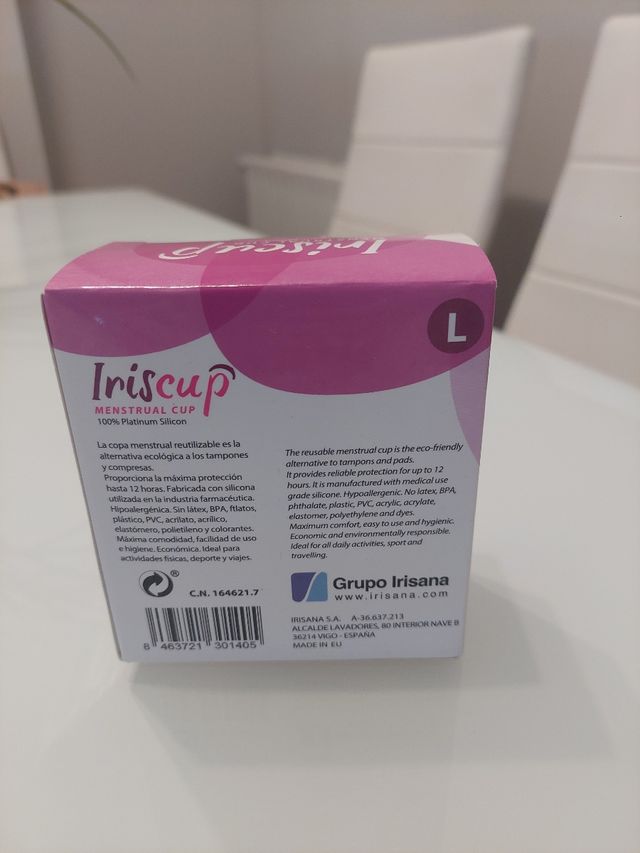 Iriscup
L
Iriscup
MENSTRUAL CUP
100% Platinum Silicon
La copa menstrual reutilizable es la
alternativa ecológica a los tampones
y compresas.
Proporciona la máxima protección
hasta 12 horas. Fabricada con silicona
utilizada en la industria farmacéutica.
Hipoalergénica. Sin látex, BPA, ftlatos,
plástico, PVC, acrilato, acrílico,
elastómero, polietileno y colorantes.
Máxima comodidad, facilidad de uso
e higiene. Económica. Ideal para
actividades físicas, deporte y viajes.
®
C.N. 164621.7
8 463721 301405
The reusable menstrual cup is the eco-friendly
alternative to tampons and pads.
It provides reliable protection for up to 12
hours. It is manufactured with medical use
grade silicone. Hypoallergenic. No latex, BPA,
phthalate, plastic, PVC, acrylic, acrylate,
elastomer, polyethylene and dyes.
Maximum comfort, easy to use and hygienic.
Economic and environmentally responsible.
Ideal for all daily activities, sport and
travelling.
Grupo Irisana
www.irisana.com
IRISANA S.A. A-36.637.213
ALCALDE LAVADORES, 80 INTERIOR NAVE B
36214 VIGO - ESPAÑA
MADE IN EU